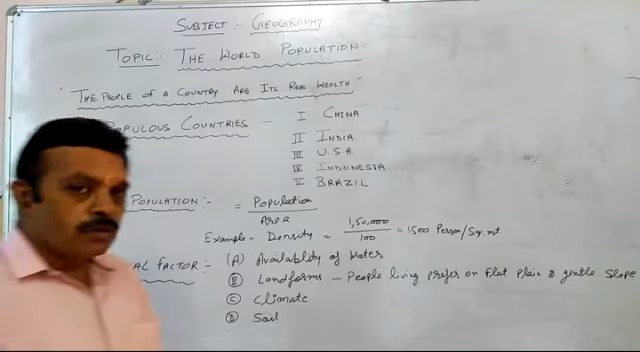 SUBJECT:- GEOGRAPHY
TOPIC:- THE WORLD POPULATION
"THE PEOPLE OF A COUNTRY ARE ITS REAL WEALTH"
POPULOUS COUNTRIES - I CHINA
II INDIA
III U.S.A.
IV INDONESIA
V BRAZIL
POPULATION:- = Population / Area
Example - Density = 1,50,000 / 100 = 1500 Person/Sq.mt.
FACTOR:- (A) Availabldty of Water
(B) Landforms - People living prefer on flat plain & gentle slope
(C) Climate
(D) Soil